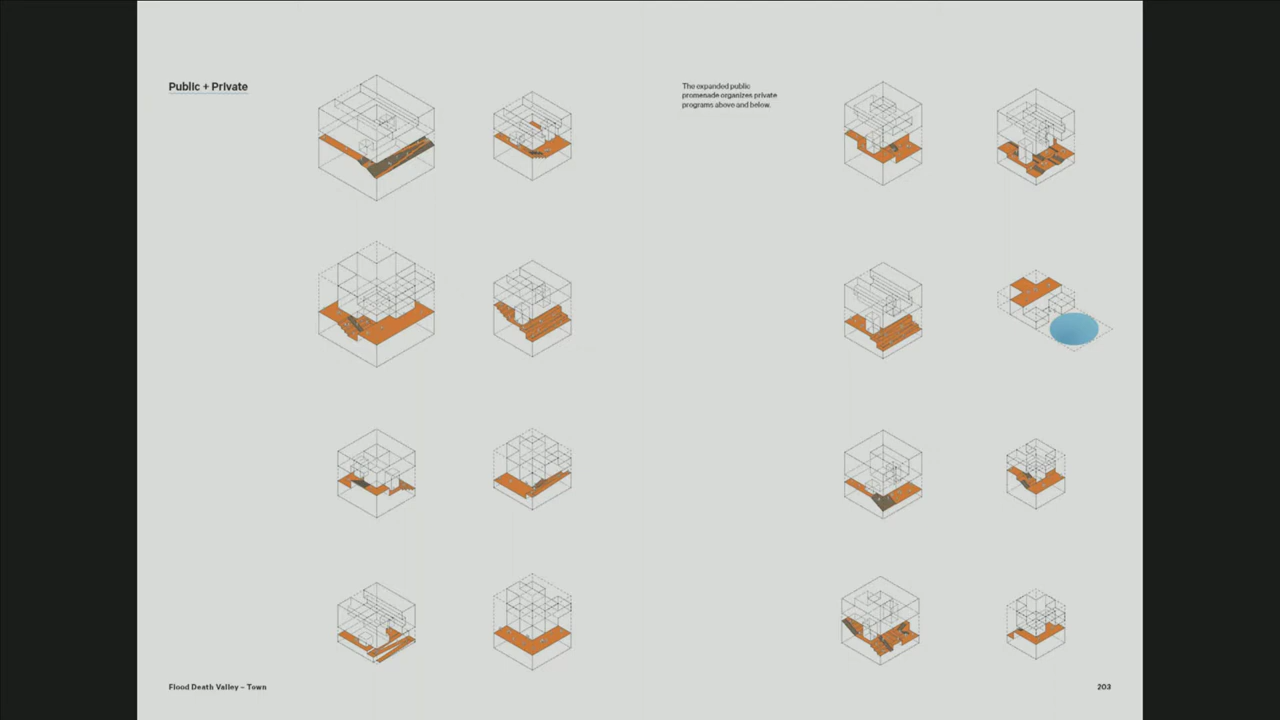 Public + Private
The expanded public
promenade organizes private
programs above and below.
Flood Death Valley – Town
203